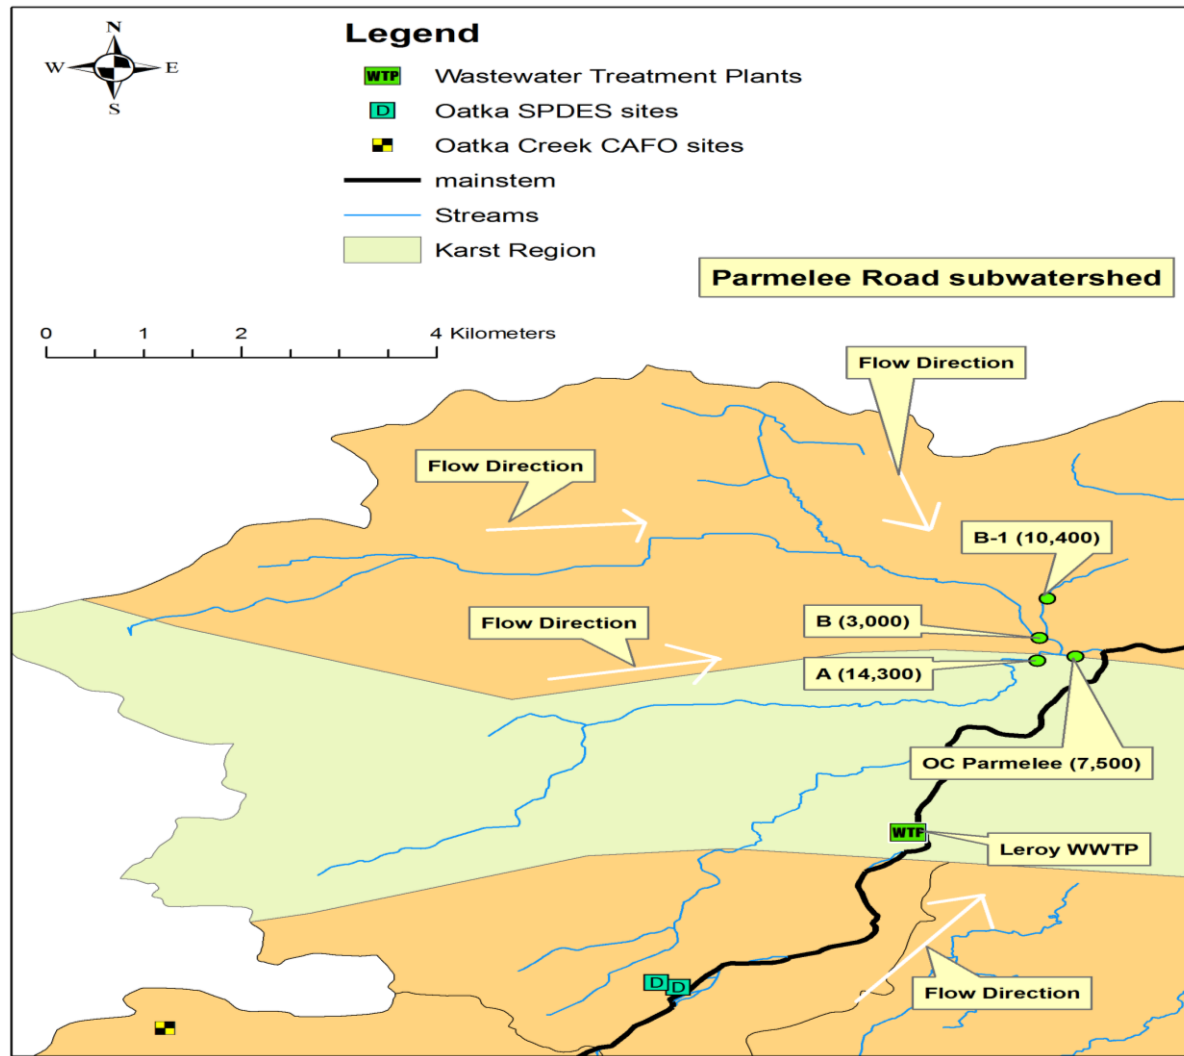 N
W E
S
Legend
WTP Wastewater Treatment Plants
D Oatka SPDES sites
Oatka Creek CAFO sites
mainstem
Streams
Karst Region
Parmelee Road subwatershed
0 1 2 4 Kilometers
Flow Direction
Flow Direction
B-1 (10,400)
Flow Direction
B (3,000)
A (14,300)
OC Parmelee (7,500)
WTP
Leroy WWTP
D D
Flow Direction